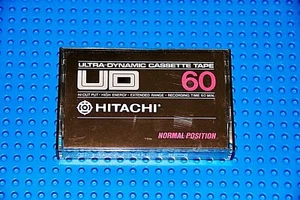 ULTRA-DYNAMIC CASSETTE TAPE
UD 60
HI-OUT PUT · HIGH ENERGY · EXTENDED RANGE · RECORDING TIME 60 MIN.
HITACHI
NORMAL POSITION